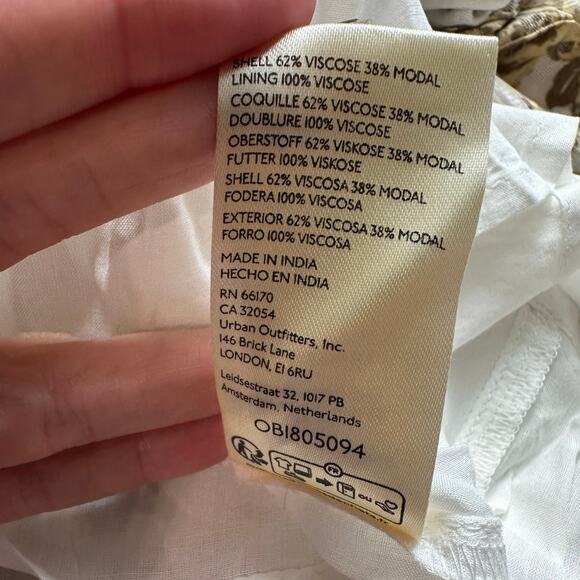 SHELL 62% VISCOSE 38% MODAL
LINING 100% VISCOSE
COQUILLE 62% VISCOSE 38% MODAL
DOUBLURE 100% VISCOSE
OBERSTOFF 62% VISKOSE 38% MODAL
FUTTER 100% VISKOSE
SHELL 62% VISCOSA 38% MODAL
FODERA 100% VISCOSA
EXTERIOR 62% VISCOSA 38% MODAL
FORRO 100% VISCOSA
MADE IN INDIA
HECHO EN INDIA
RN 66170
CA 32054
Urban Outfitters, Inc.
146 Brick Lane
LONDON, E1 6RU
Leidsestraat 32, 1017 PB
Amsterdam, Netherlands
OB1805094
FR
OU